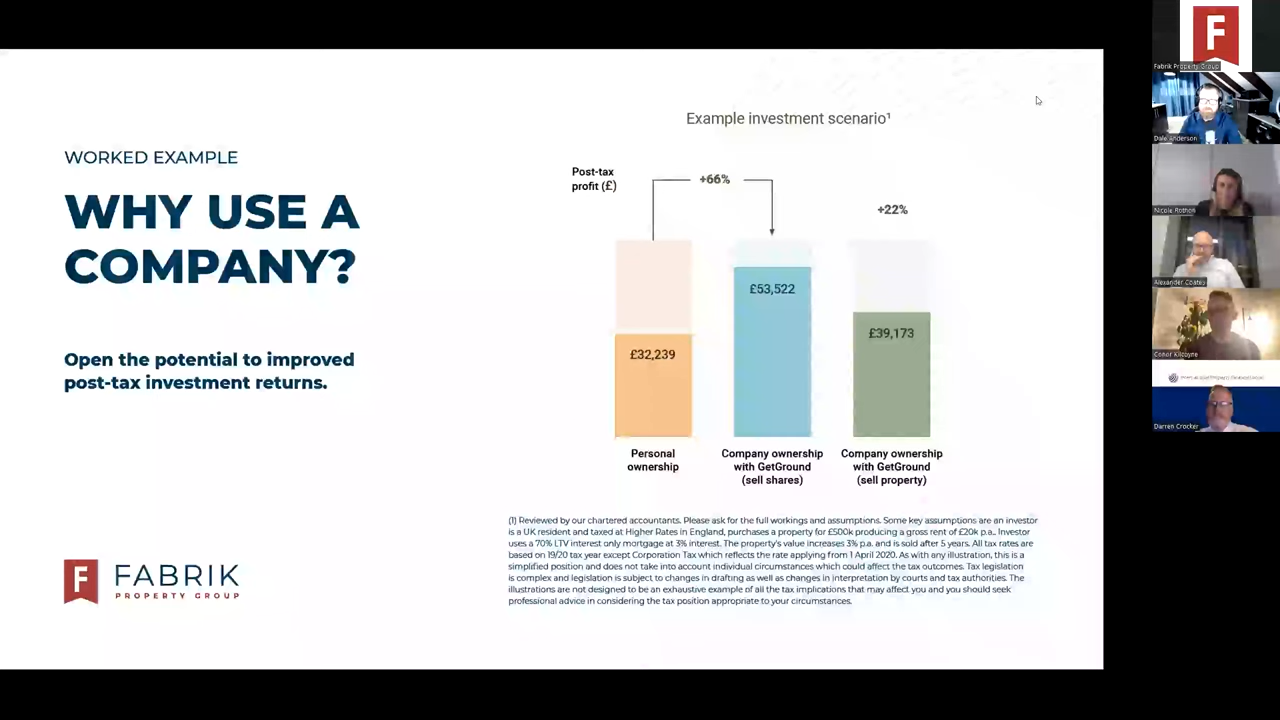 WORKED EXAMPLE
WHY USE A
COMPANY?
Open the potential to improved
post-tax investment returns.
F
FABRIK
PROPERTY GROUP
Example investment scenario¹
Post-tax
profit (£)
+66%
+22%
£32,239
£53,522
£39,173
Personal
ownership
Company ownership
with GetGround
(sell shares)
Company ownership
with GetGround
(sell property)
(1) Reviewed by our chartered accountants. Please ask for the full workings and assumptions. Some key assumptions are an investor
is a UK resident and taxed at Higher Rates in England, purchases a property for £500k producing a gross rent of £20k p.a.. Investor
uses a 70% LTV interest only mortgage at 3% interest. The property's value increases 3% p.a. and is sold after 5 years. All tax rates are
based on 19/20 tax year except Corporation Tax which reflects the rate applying from 1 April 2020. As with any illustration, this is a
simplified position and does not take into account individual circumstances which could affect the tax outcomes. Tax legislation
is complex and legislation is subject to changes in drafting as well as changes in interpretation by courts and tax authorities. The
illustrations are not designed to be an exhaustive example of all the tax implications that may affect you and you should seek
professional advice in considering the tax position appropriate to your circumstances.
F
Fabrik Property Group
Dale Anderson
Nicole Rothon
Alexander Coates
Conor Kilcoyne
Darren Crocker